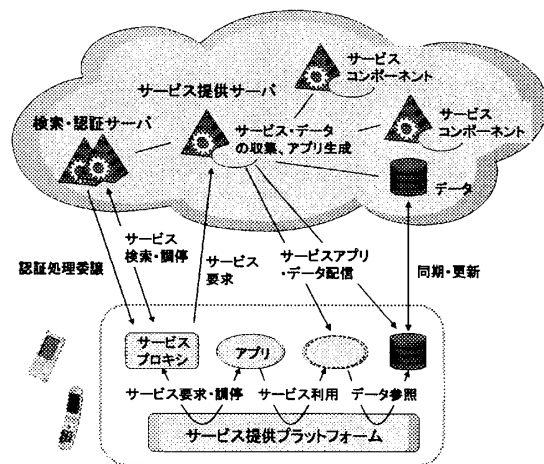 サービス
コンポーネント
サービス提供サーバ
サービス
コンポーネント
検索・認証サーバ
サービス・データ
の収集、アプリ生成
データ
サービス
検索・調停
サービス
要求
サービスアプリ
・データ配信
認証処理委譲
同期・更新
サービス
プロキシ
アプリ
サービス要求・調停
サービス利用
データ参照
サービス提供プラットフォーム